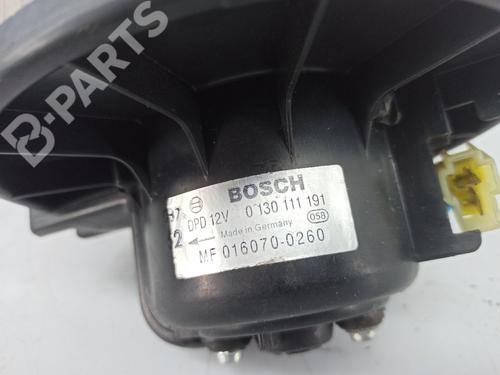 B-PARTS
BOSCH
DPD 12V 0 130 111 191
Made in Germany 058
MF 016070-0260